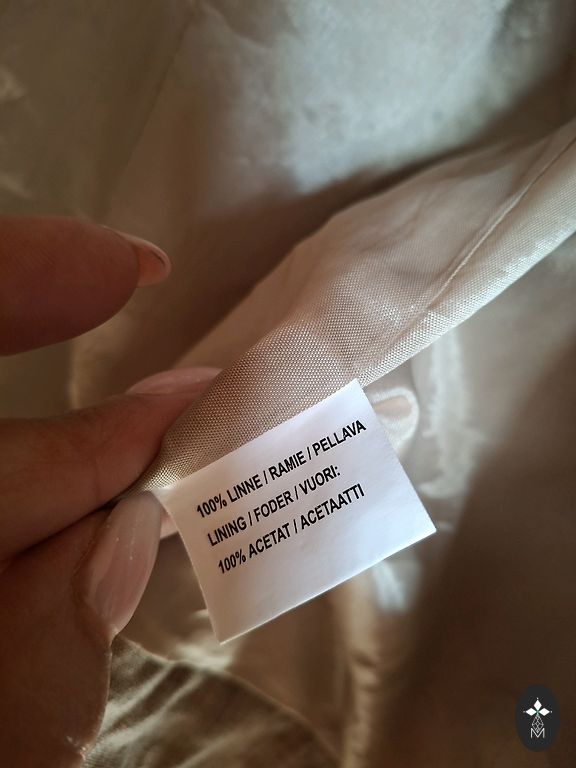 100% LINNE / RAMIE / PELLAVA
LINING / FODER / VUORI:
100% ACETAT / ACETAATTI
M